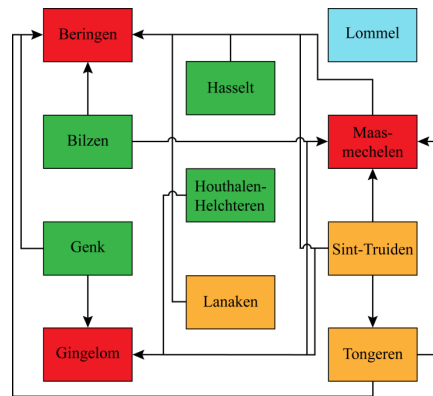 Beringen
Lommel
Hasselt
Bilzen
Maas-
mechelen
Houthalen-
Helchteren
Genk
Sint-Truiden
Lanaken
Gingelom
Tongeren